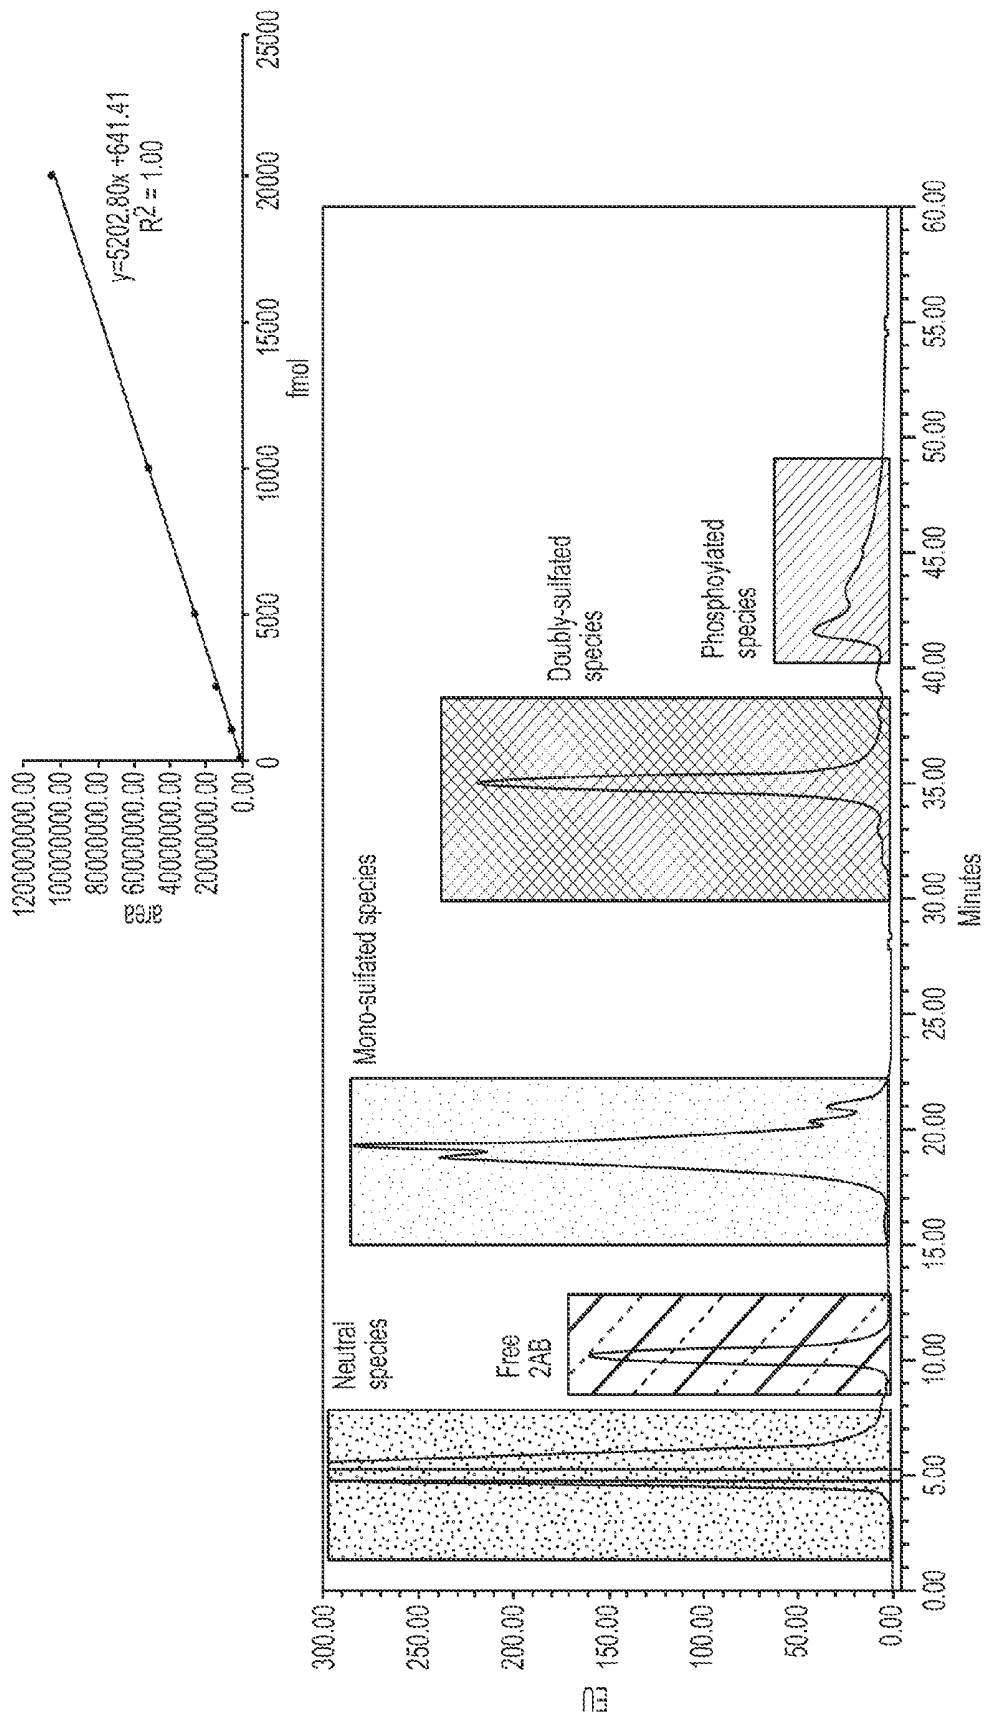 120000000.00
100000000.00
80000000.00
area 60000000.00
40000000.00
20000000.00
0.00
0
5000
10000
15000
20000
25000
fmol
y=5202.80x +641.41
R2 = 1.00
EU
300.00
250.00
200.00
150.00
100.00
50.00
0.00
Neutral
species
Free
2AB
Mono-sulfated species
Doubly-sulfated
species
Phosphoylated
species
0.00
5.00
10.00
15.00
20.00
25.00
30.00
35.00
40.00
45.00
50.00
55.00
60.00
Minutes